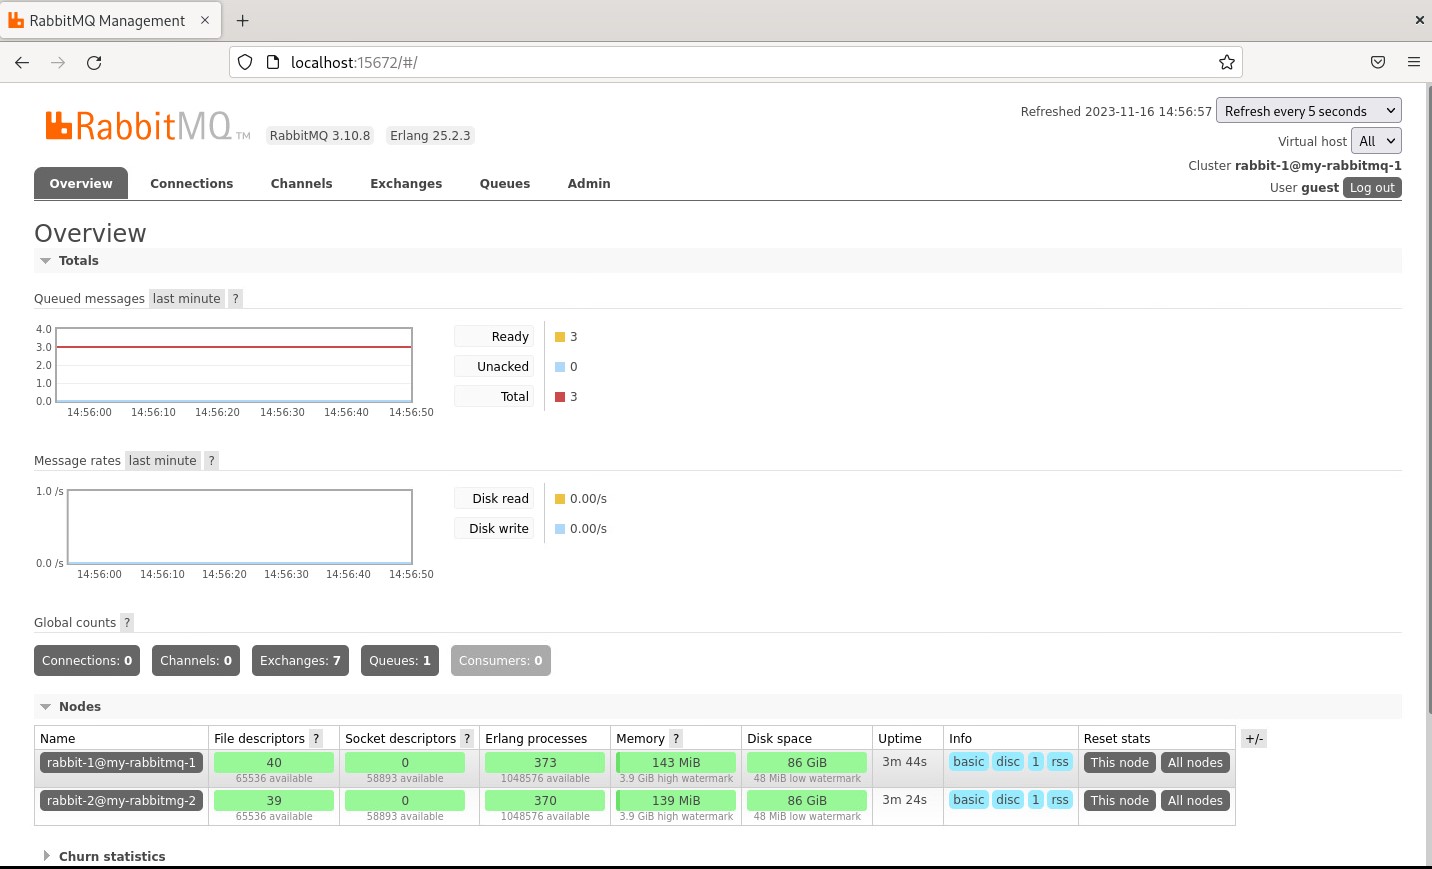 RabbitMQ Management
localhost:15672/#/
RabbitMQ TM RabbitMQ 3.10.8 Erlang 25.2.3
Refreshed 2023-11-16 14:56:57 Refresh every 5 seconds
Virtual host All
Cluster rabbit-1@my-rabbitmq-1
User guest Log out
Overview Connections Channels Exchanges Queues Admin
Overview
Totals
Queued messages last minute ?
4.0
3.0
2.0
1.0
0.0
14:56:00 14:56:10 14:56:20 14:56:30 14:56:40 14:56:50
Ready 3
Unacked 0
Total 3
Message rates last minute ?
1.0 /s
0.0 /s
14:56:00 14:56:10 14:56:20 14:56:30 14:56:40 14:56:50
Disk read 0.00/s
Disk write 0.00/s
Global counts ?
Connections: 0 Channels: 0 Exchanges: 7 Queues: 1 Consumers: 0
Nodes
Name File descriptors ? Socket descriptors ? Erlang processes Memory ? Disk space Uptime Info Reset stats +/-
rabbit-1@my-rabbitmq-1 40 0 373 143 MiB 86 GiB 3m 44s basic disc 1 rss This node All nodes
65536 available 58893 available 1048576 available 3.9 GiB high watermark 48 MiB low watermark
rabbit-2@my-rabbitmg-2 39 0 370 139 MiB 86 GiB 3m 24s basic disc 1 rss This node All nodes
65536 available 58893 available 1048576 available 3.9 GiB high watermark 48 MiB low watermark
Churn statistics